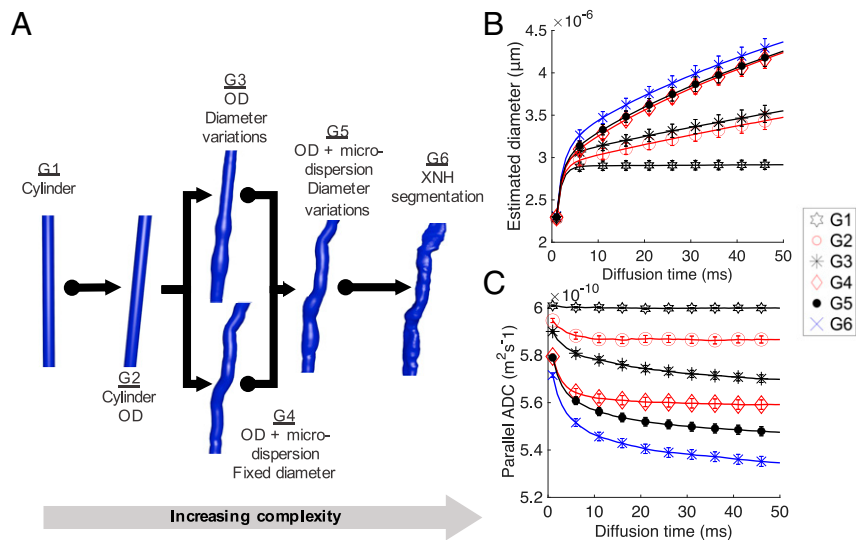 A
G1
Cylinder
G2
Cylinder
OD
G3
OD
Diameter
variations
G4
OD + micro-
dispersion
Fixed diameter
G5
OD + micro-
dispersion
Diameter
variations
G6
XNH
segmentation
Increasing complexity
B
× 10-6
4.5
4
3.5
3
2.5
2
0 10 20 30 40 50
Estimated diameter (μm)
Diffusion time (ms)
C
× 10-10
6
5.8
5.6
5.4
5.2
0 10 20 30 40 50
Parallel ADC (m2s-1)
Diffusion time (ms)
G1
G2
G3
G4
G5
G6